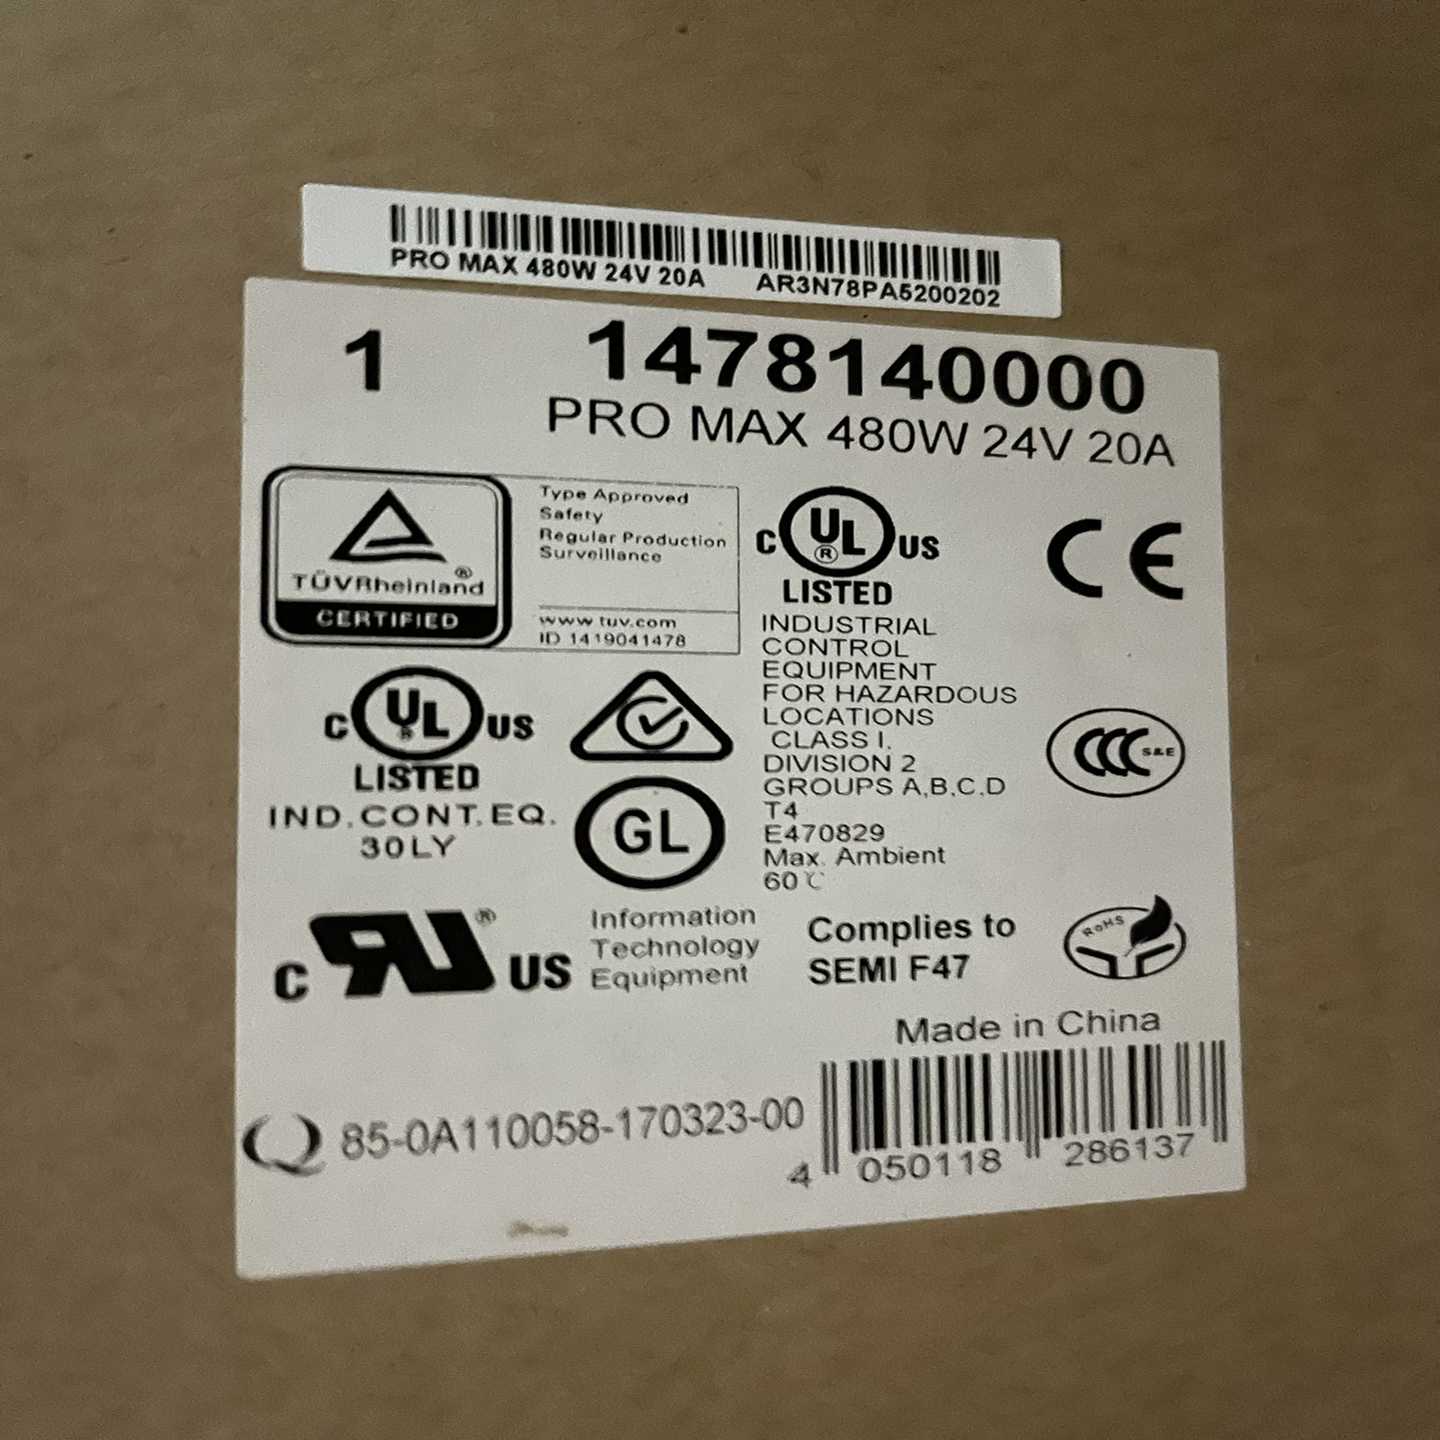 PRO MAX 480W 24V 20A AR3N78PA5200202
1 1478140000
PRO MAX 480W 24V 20A
TÜVRheinland®
CERTIFIED
Type Approved
Safety
Regular Production
Surveillance
www.tuv.com
ID 1419041478
C UL® US
LISTED
INDUSTRIAL
CONTROL
EQUIPMENT
FOR HAZARDOUS
LOCATIONS
CLASS I.
DIVISION 2
GROUPS A,B,C,D
T4
E470829
Max. Ambient
60℃
CE
C UL® US
LISTED
IND.CONT.EQ.
30LY
GL
CCC S&E
C RU® US
Information
Technology
Equipment
Complies to
SEMI F47
RoHS
Made in China
85-0A110058-170323-00
4 050118 286137